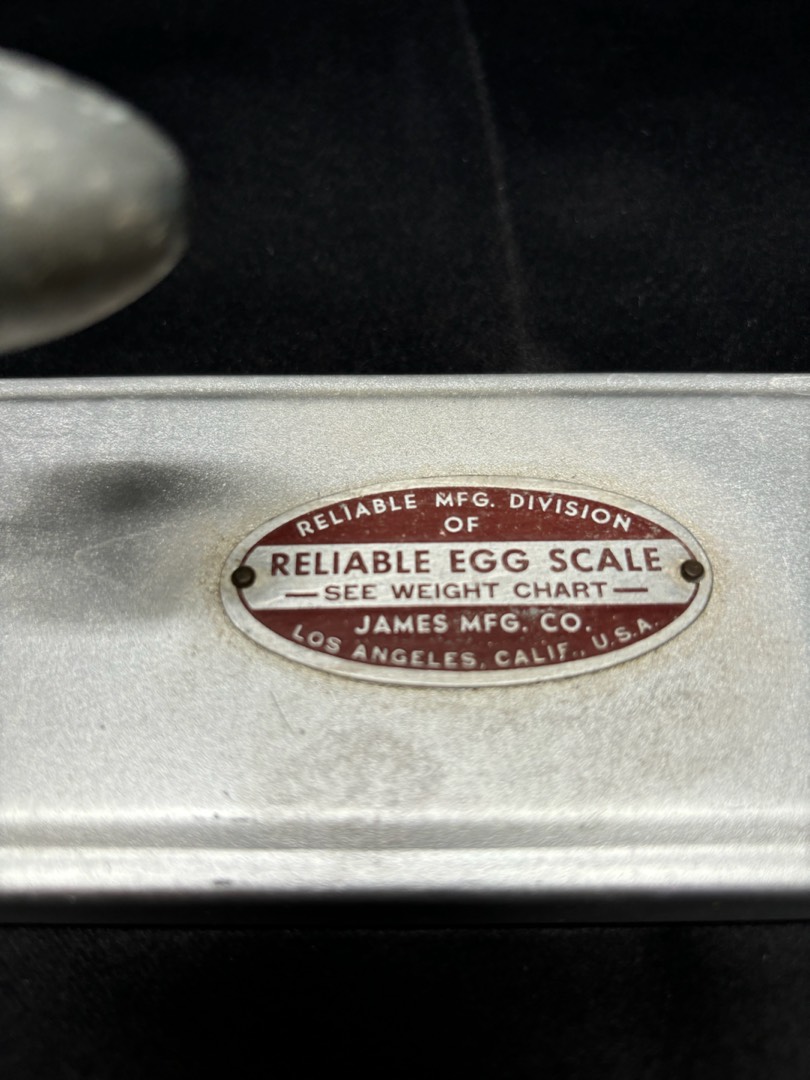 RELIABLE MFG. DIVISION
OF
RELIABLE EGG SCALE
—SEE WEIGHT CHART—
JAMES MFG. CO.
LOS ANGELES, CALIF., U.S.A.